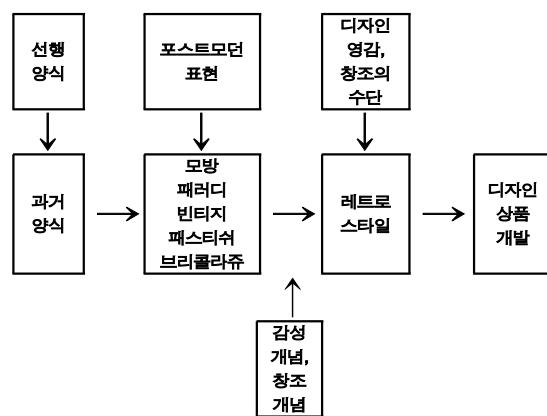 선행
양식
포스트모던
표현
디자인
영감,
창조의
수단
과거
양식
모방
패러디
빈티지
패스티쉬
브리콜라쥬
레트로
스타일
디자인
상품
개발
감성
개념,
창조
개념